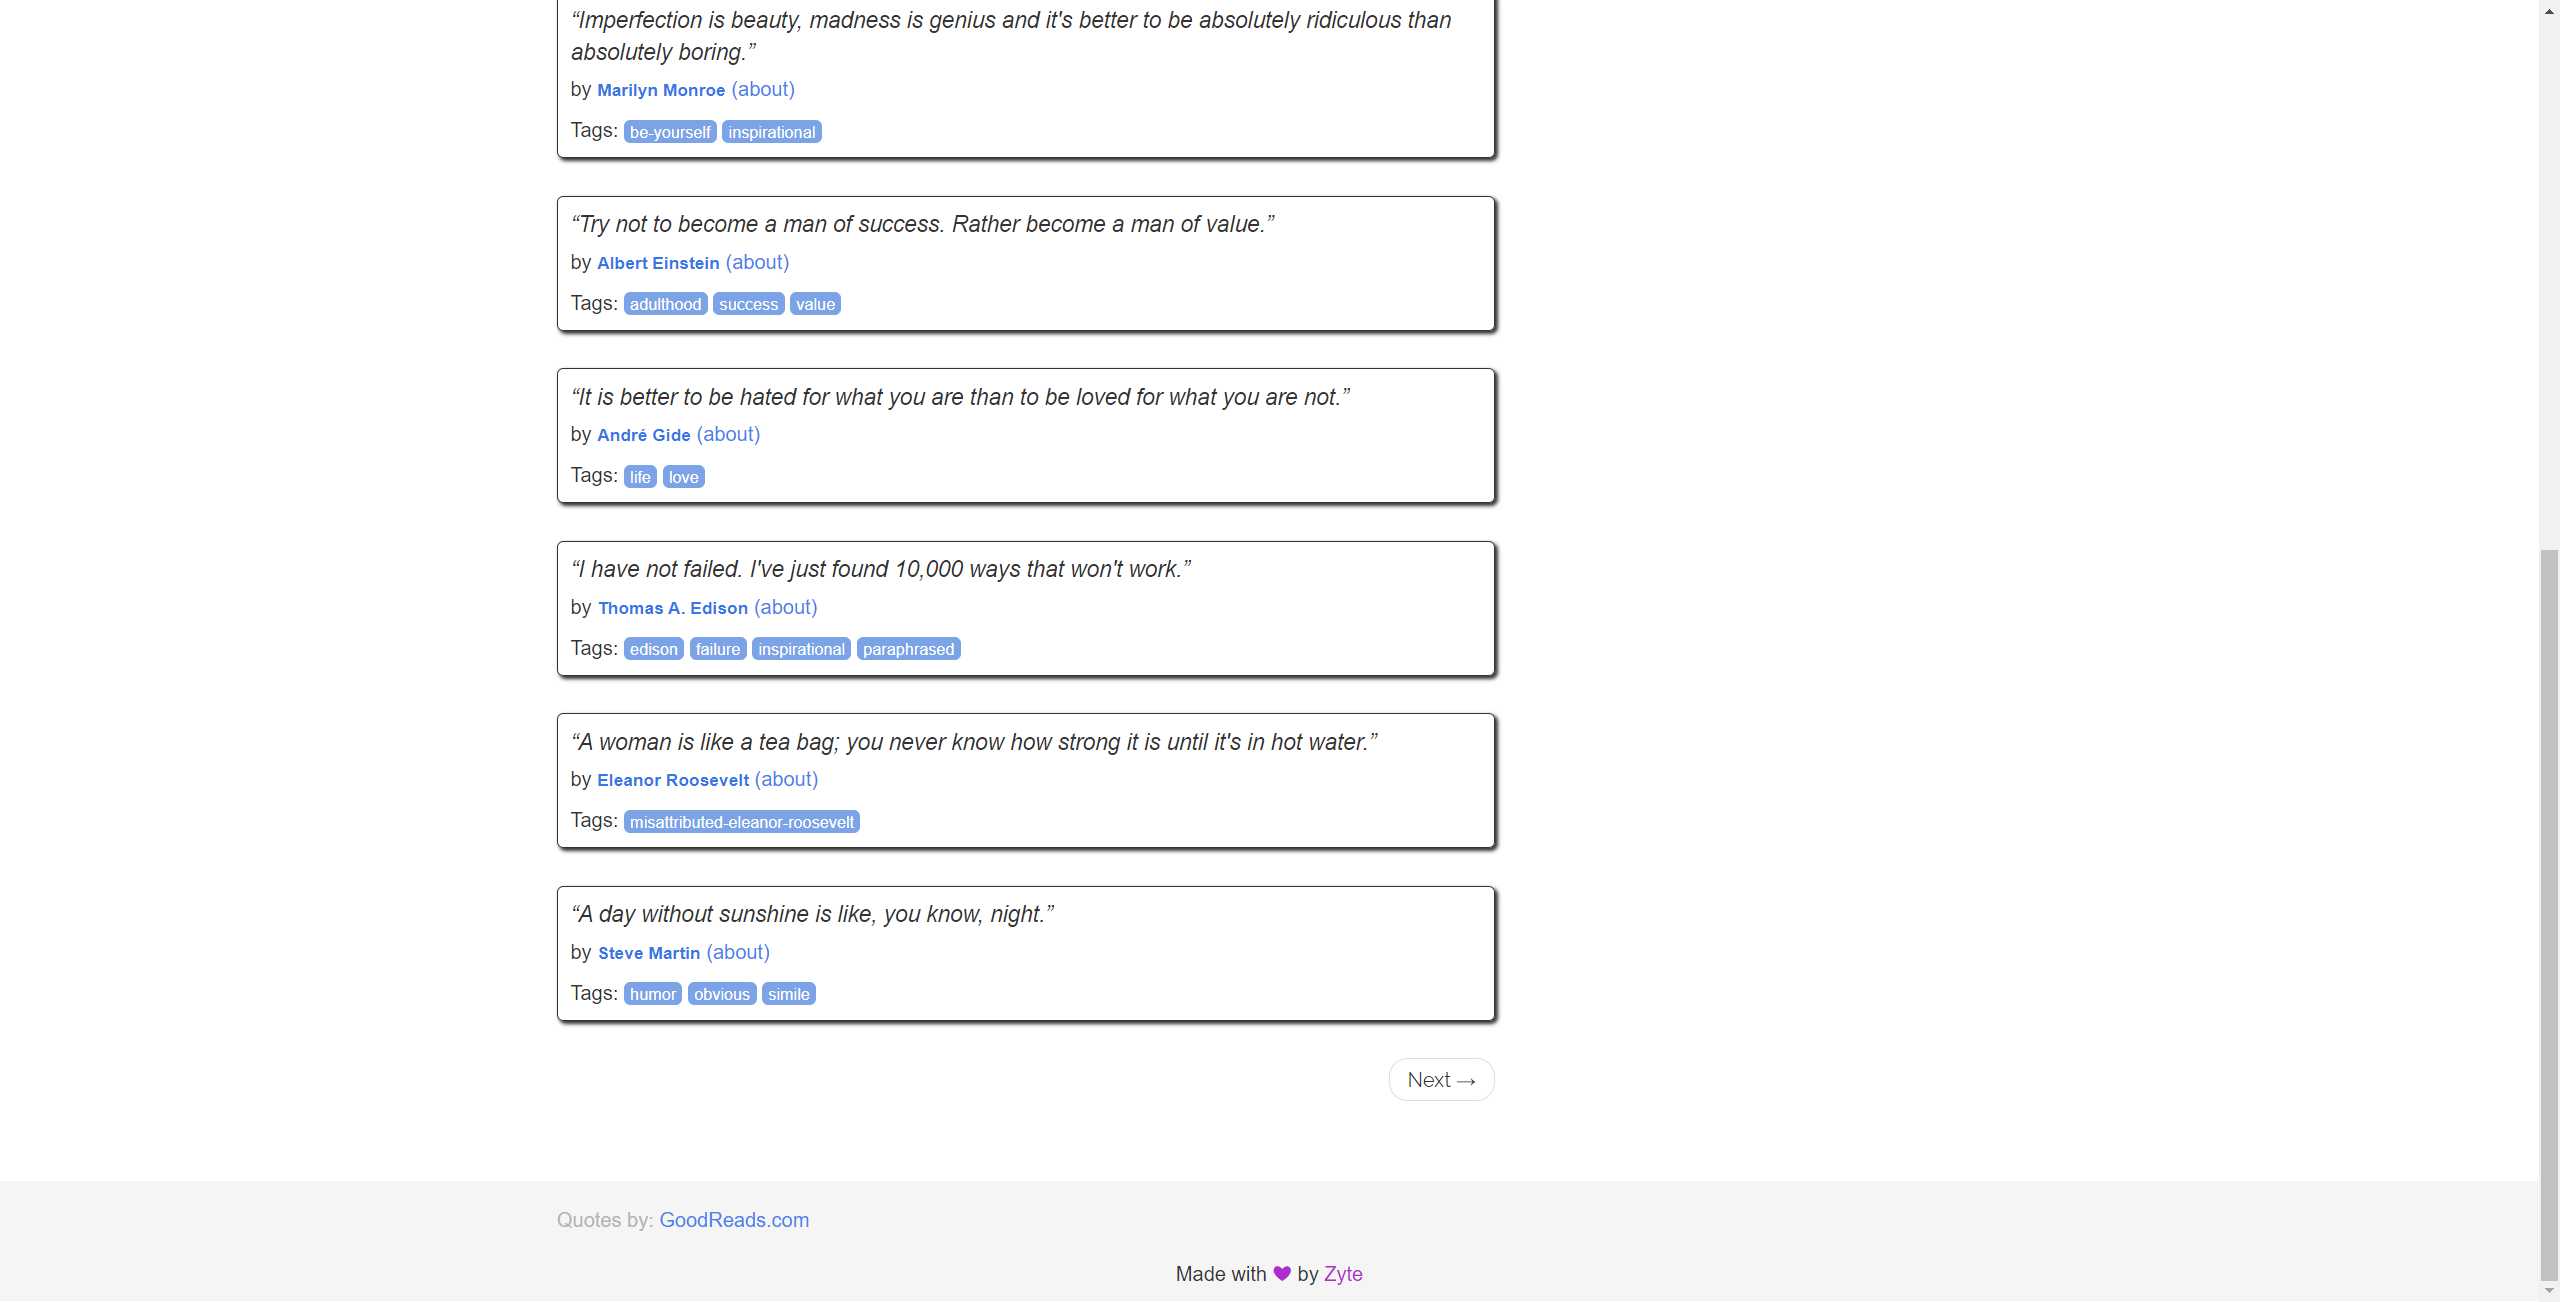 “Imperfection is beauty, madness is genius and it's better to be absolutely ridiculous than
absolutely boring.”
by Marilyn Monroe (about)
Tags: be-yourself inspirational
“Try not to become a man of success. Rather become a man of value.”
by Albert Einstein (about)
Tags: adulthood success value
“It is better to be hated for what you are than to be loved for what you are not.”
by André Gide (about)
Tags: life love
“I have not failed. I've just found 10,000 ways that won't work.”
by Thomas A. Edison (about)
Tags: edison failure inspirational paraphrased
“A woman is like a tea bag; you never know how strong it is until it's in hot water.”
by Eleanor Roosevelt (about)
Tags: misattributed-eleanor-roosevelt
“A day without sunshine is like, you know, night.”
by Steve Martin (about)
Tags: humor obvious simile
Next →
Quotes by: GoodReads.com
Made with ❤ by Zyte